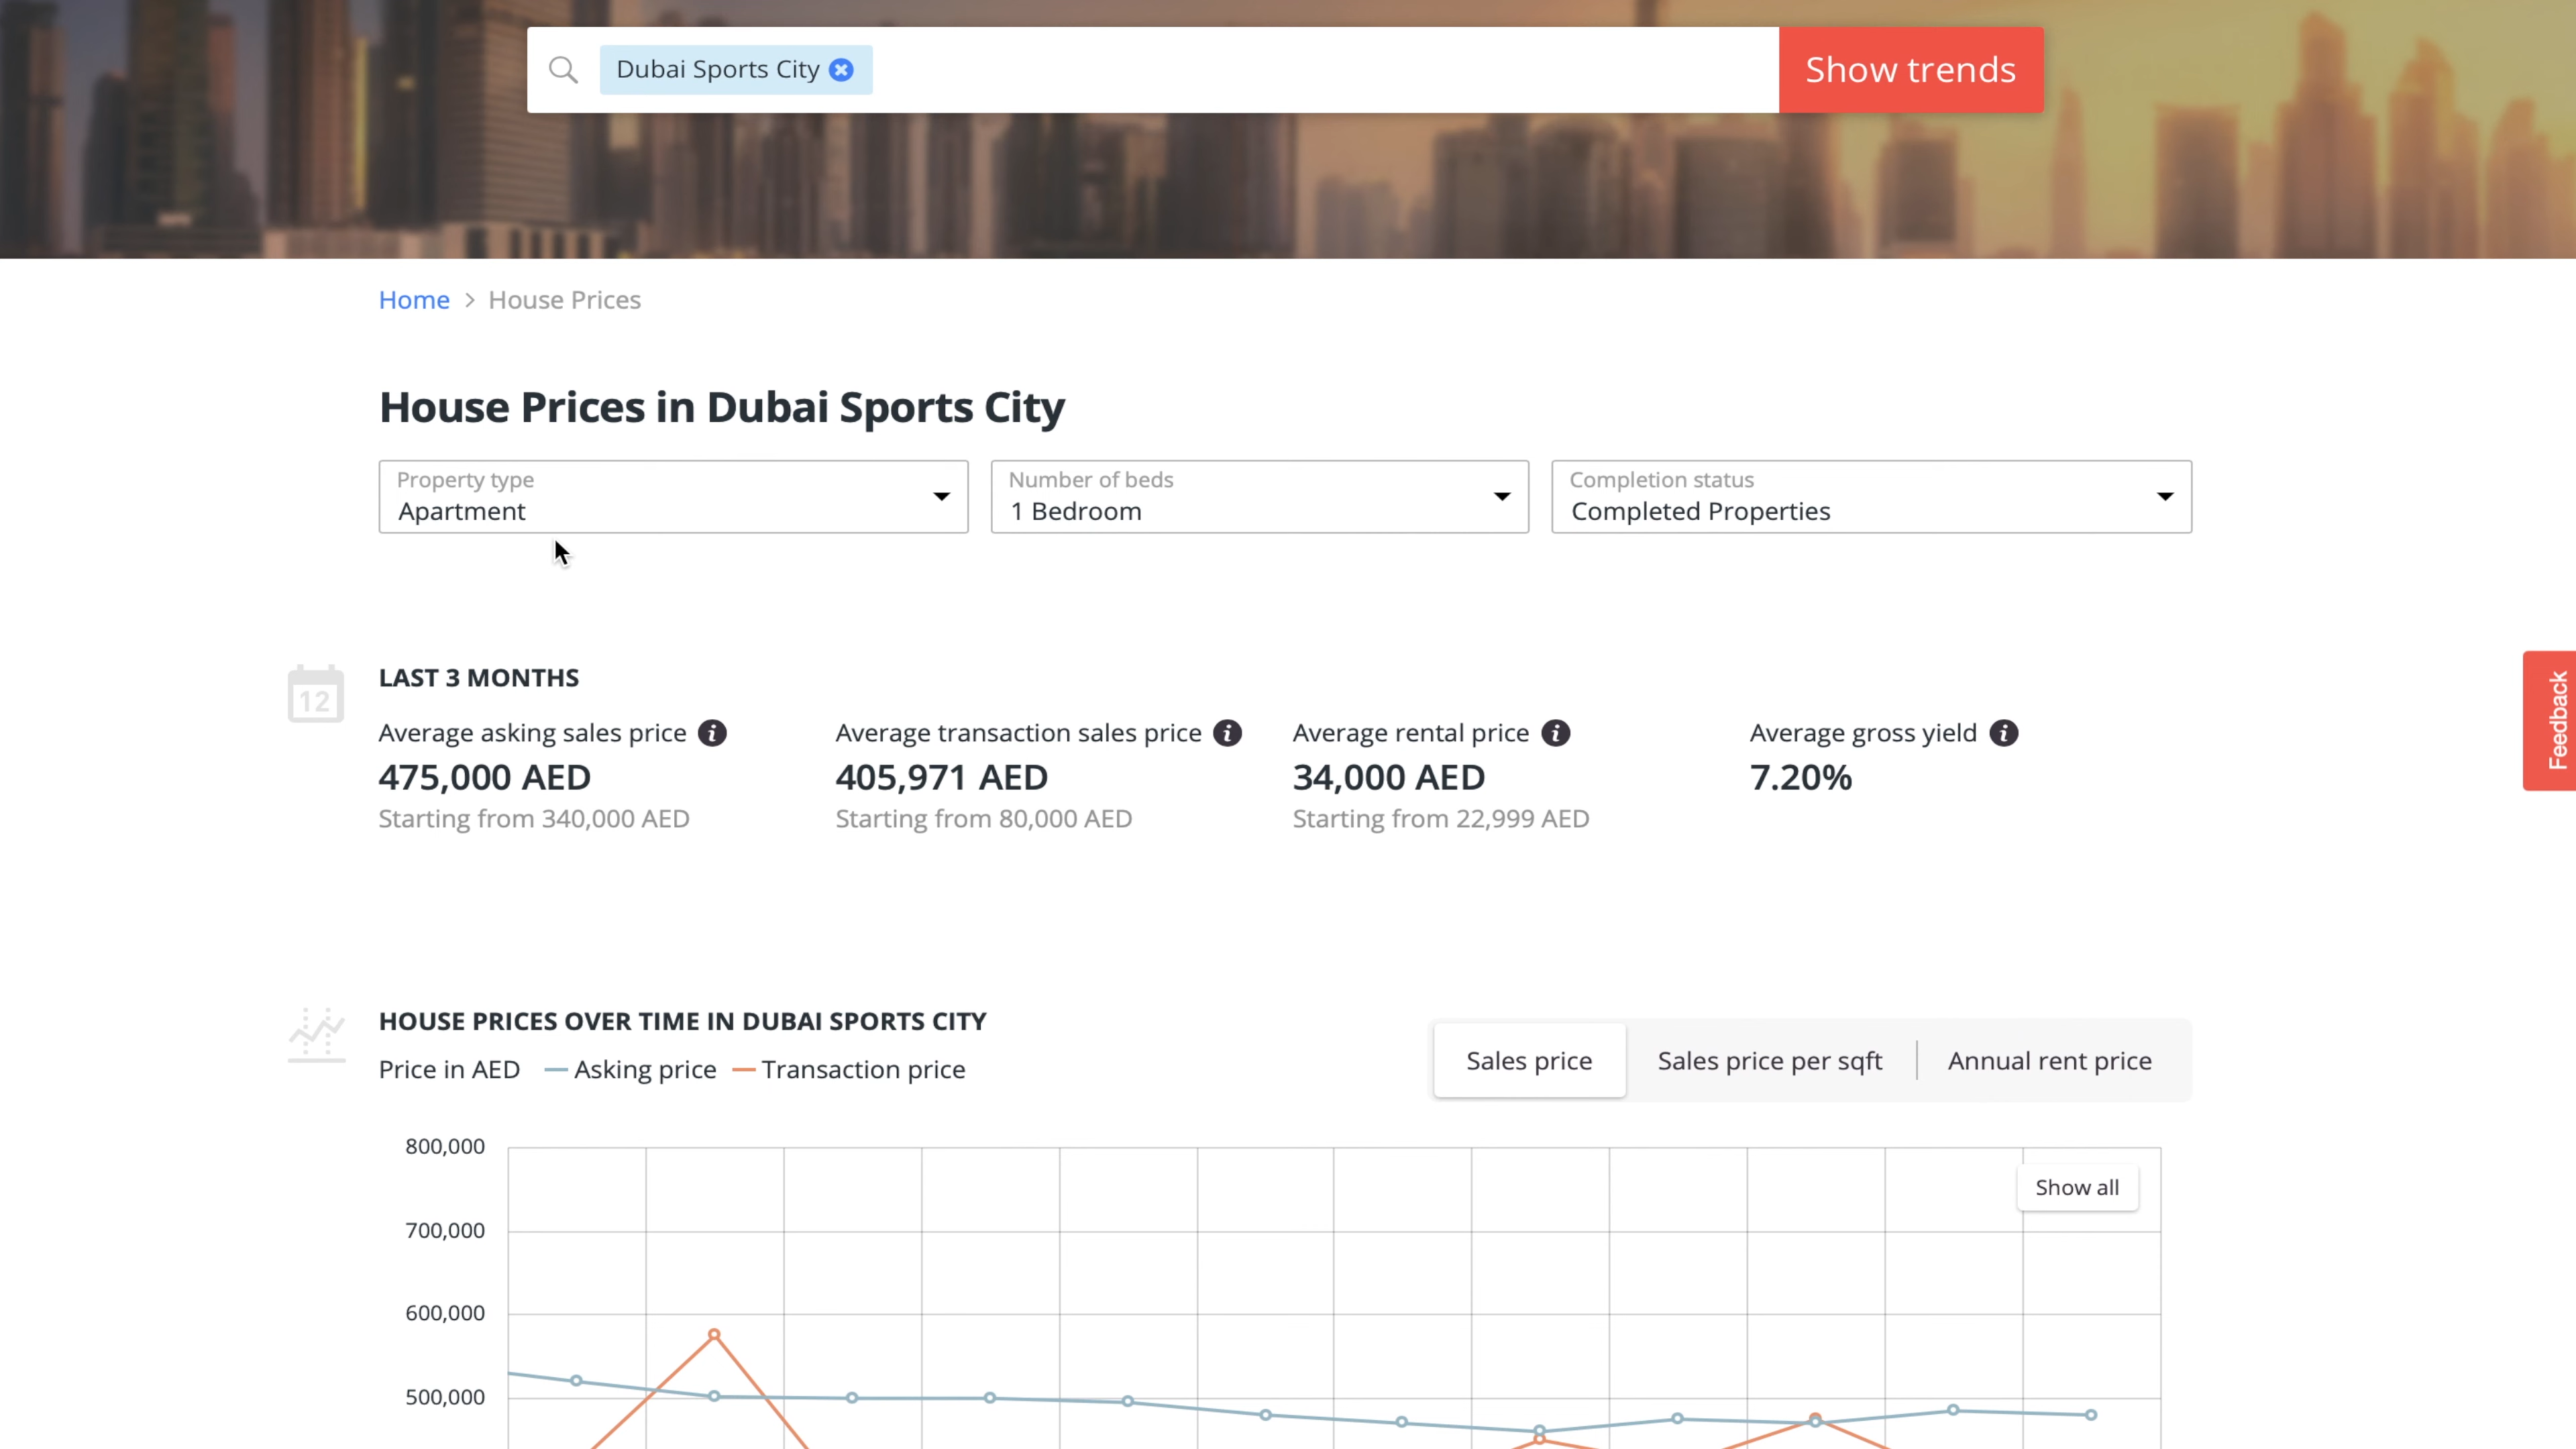 Dubai Sports City
Show trends
Home > House Prices
House Prices in Dubai Sports City
Property type
Apartment
Number of beds
1 Bedroom
Completion status
Completed Properties
12
LAST 3 MONTHS
Average asking sales price i
475,000 AED
Starting from 340,000 AED
Average transaction sales price i
405,971 AED
Starting from 80,000 AED
Average rental price i
34,000 AED
Starting from 22,999 AED
Average gross yield i
7.20%
Feedback
HOUSE PRICES OVER TIME IN DUBAI SPORTS CITY
Price in AED Asking price Transaction price
Sales price Sales price per sqft Annual rent price
800,000
Show all
700,000
600,000
500,000